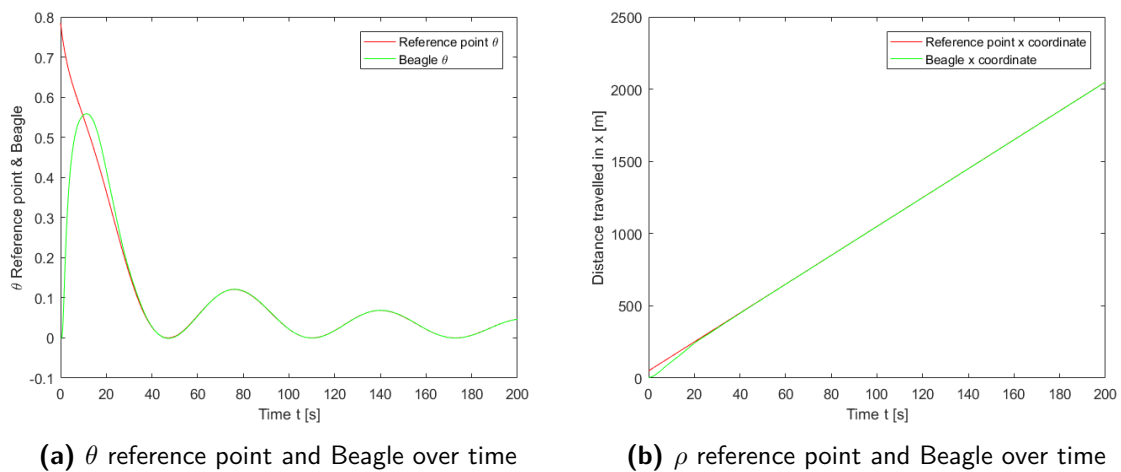 0.8
0.7
0.6
0.5
0.4
0.3
0.2
0.1
0
-0.1
θ Reference point & Beagle
Reference point θ
Beagle θ
0 20 40 60 80 100 120 140 160 180 200
Time t [s]
(a) θ reference point and Beagle over time
2500
2000
1500
1000
500
0
Distance travelled in x [m]
Reference point x coordinate
Beagle x coordinate
0 20 40 60 80 100 120 140 160 180 200
Time t [s]
(b) ρ reference point and Beagle over time